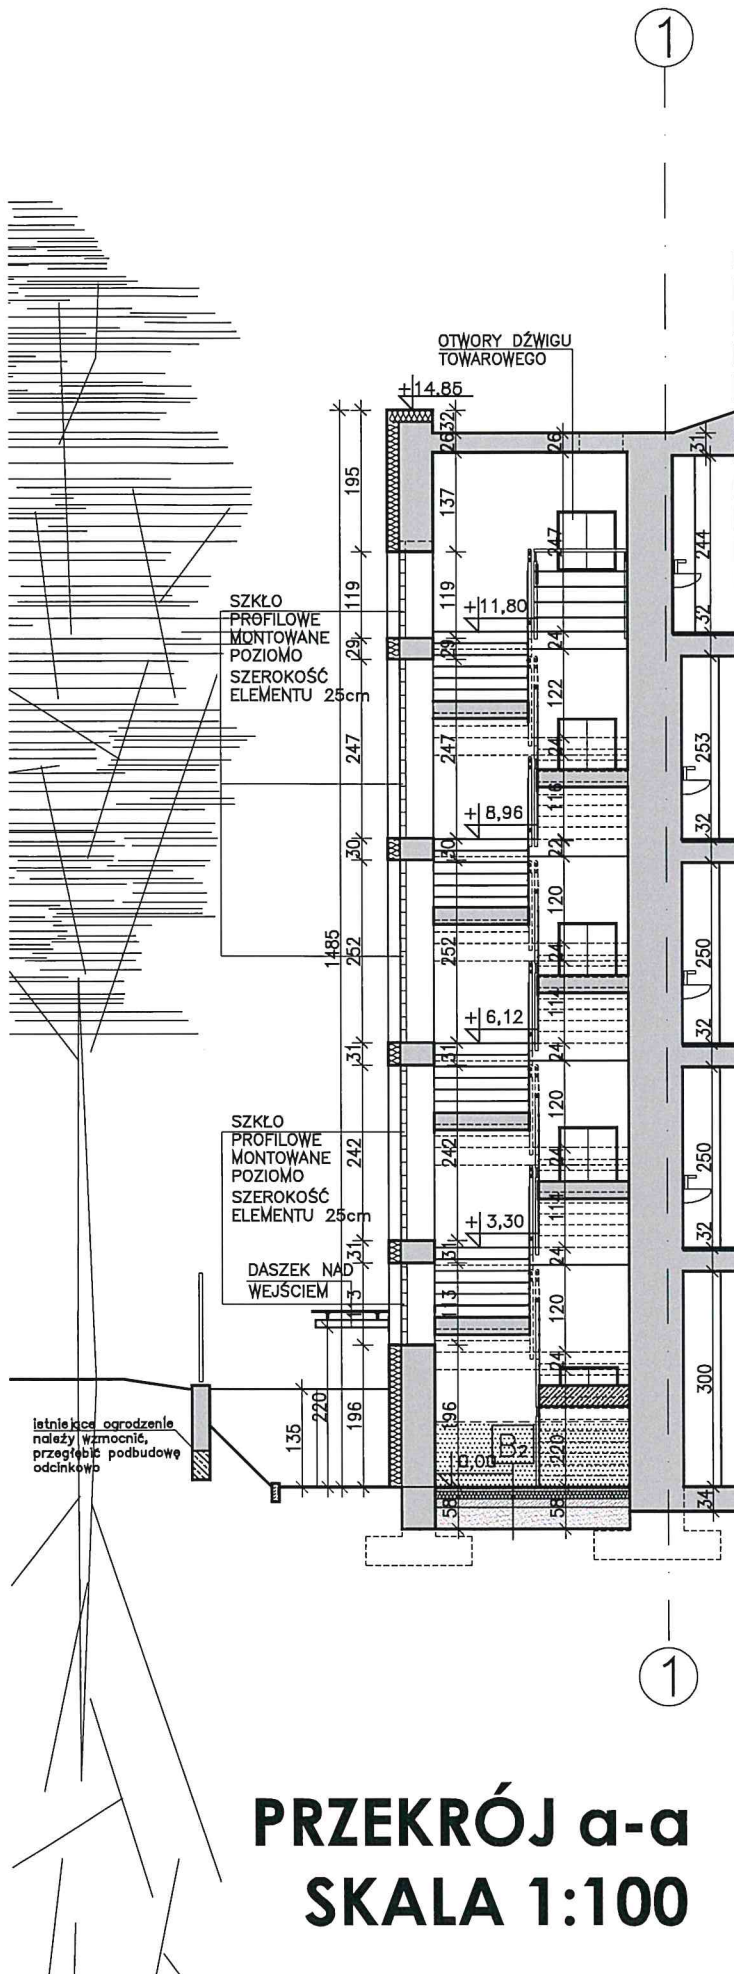 1
OTWORY DŹWIGU
TOWAROWEGO
+14.85
32
26
26
31
195
137
247
244
119
119
SZKŁO
PROFILOWE
MONTOWANE
POZIOMO
SZEROKOŚĆ
ELEMENTU 25cm
+11,80
32
29
29
24
122
247
247
24
253
116
+8,96
32
30
30
22
120
1485
252
252
24
250
114
+6,12
32
31
31
24
120
SZKŁO
PROFILOWE
MONTOWANE
POZIOMO
SZEROKOŚĆ
ELEMENTU 25cm
242
242
24
250
114
+3,30
32
31
31
24
DASZEK NAD
WEJŚCIEM
113
113
120
24
300
istniejące ogrodzenie
należy wzmocnić,
przegłębić podbudowę
odcinkowo
135
220
196
196
B2
220
0,00
58
58
34
1
PRZEKRÓJ a-a
SKALA 1:100